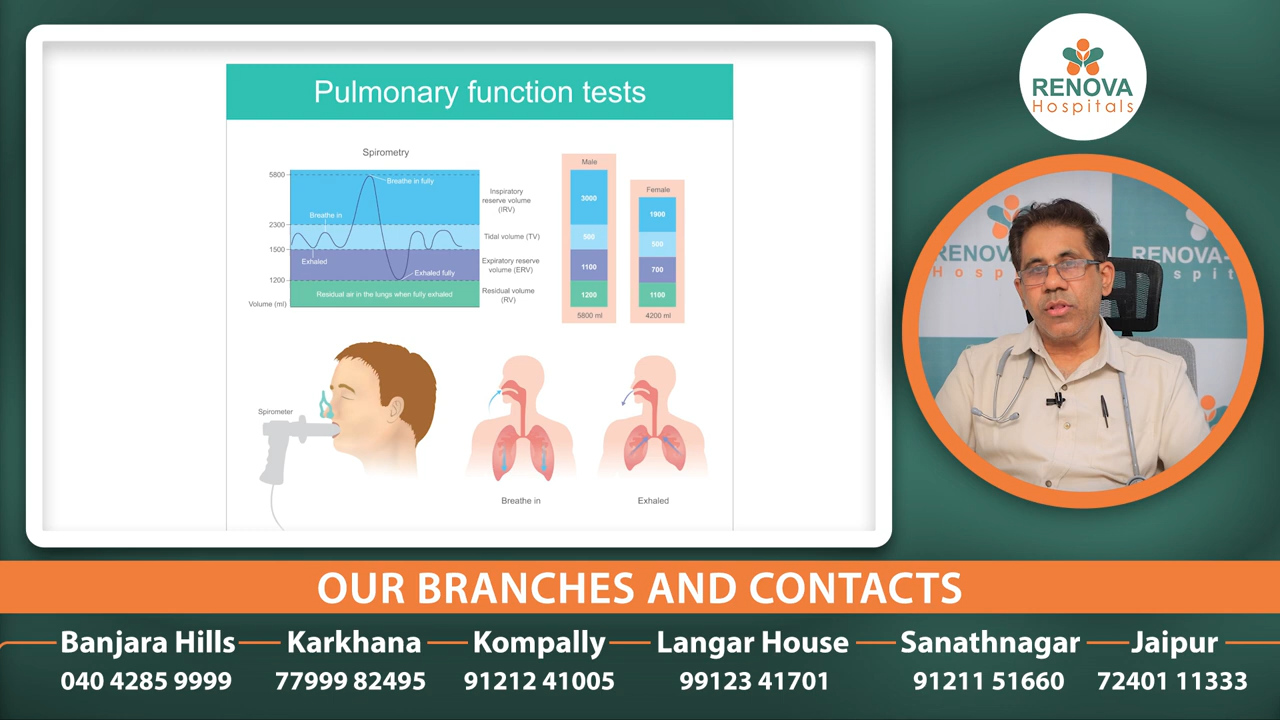 Pulmonary function tests
Spirometry
5800
2300
1500
1200
Volume (ml)
Breathe in fully
Breathe in
Exhaled
Exhaled fully
Residual air in the lungs when fully exhaled
Inspiratory
reserve volume
(IRV)
Tidal volume (TV)
Expiratory reserve
volume (ERV)
Residual volume
(RV)
Male
3000
500
1100
1200
5800 ml
Female
1900
500
700
1100
4200 ml
Spirometer
Breathe in
Exhaled
RENOVA
Hospitals
RENOVA
Hosp
RENOVA
spit
OUR BRANCHES AND CONTACTS
Banjara Hills Karkhana Kompally Langar House Sanathnagar Jaipur
040 4285 9999 77999 82495 91212 41005 99123 41701 91211 51660 72401 11333